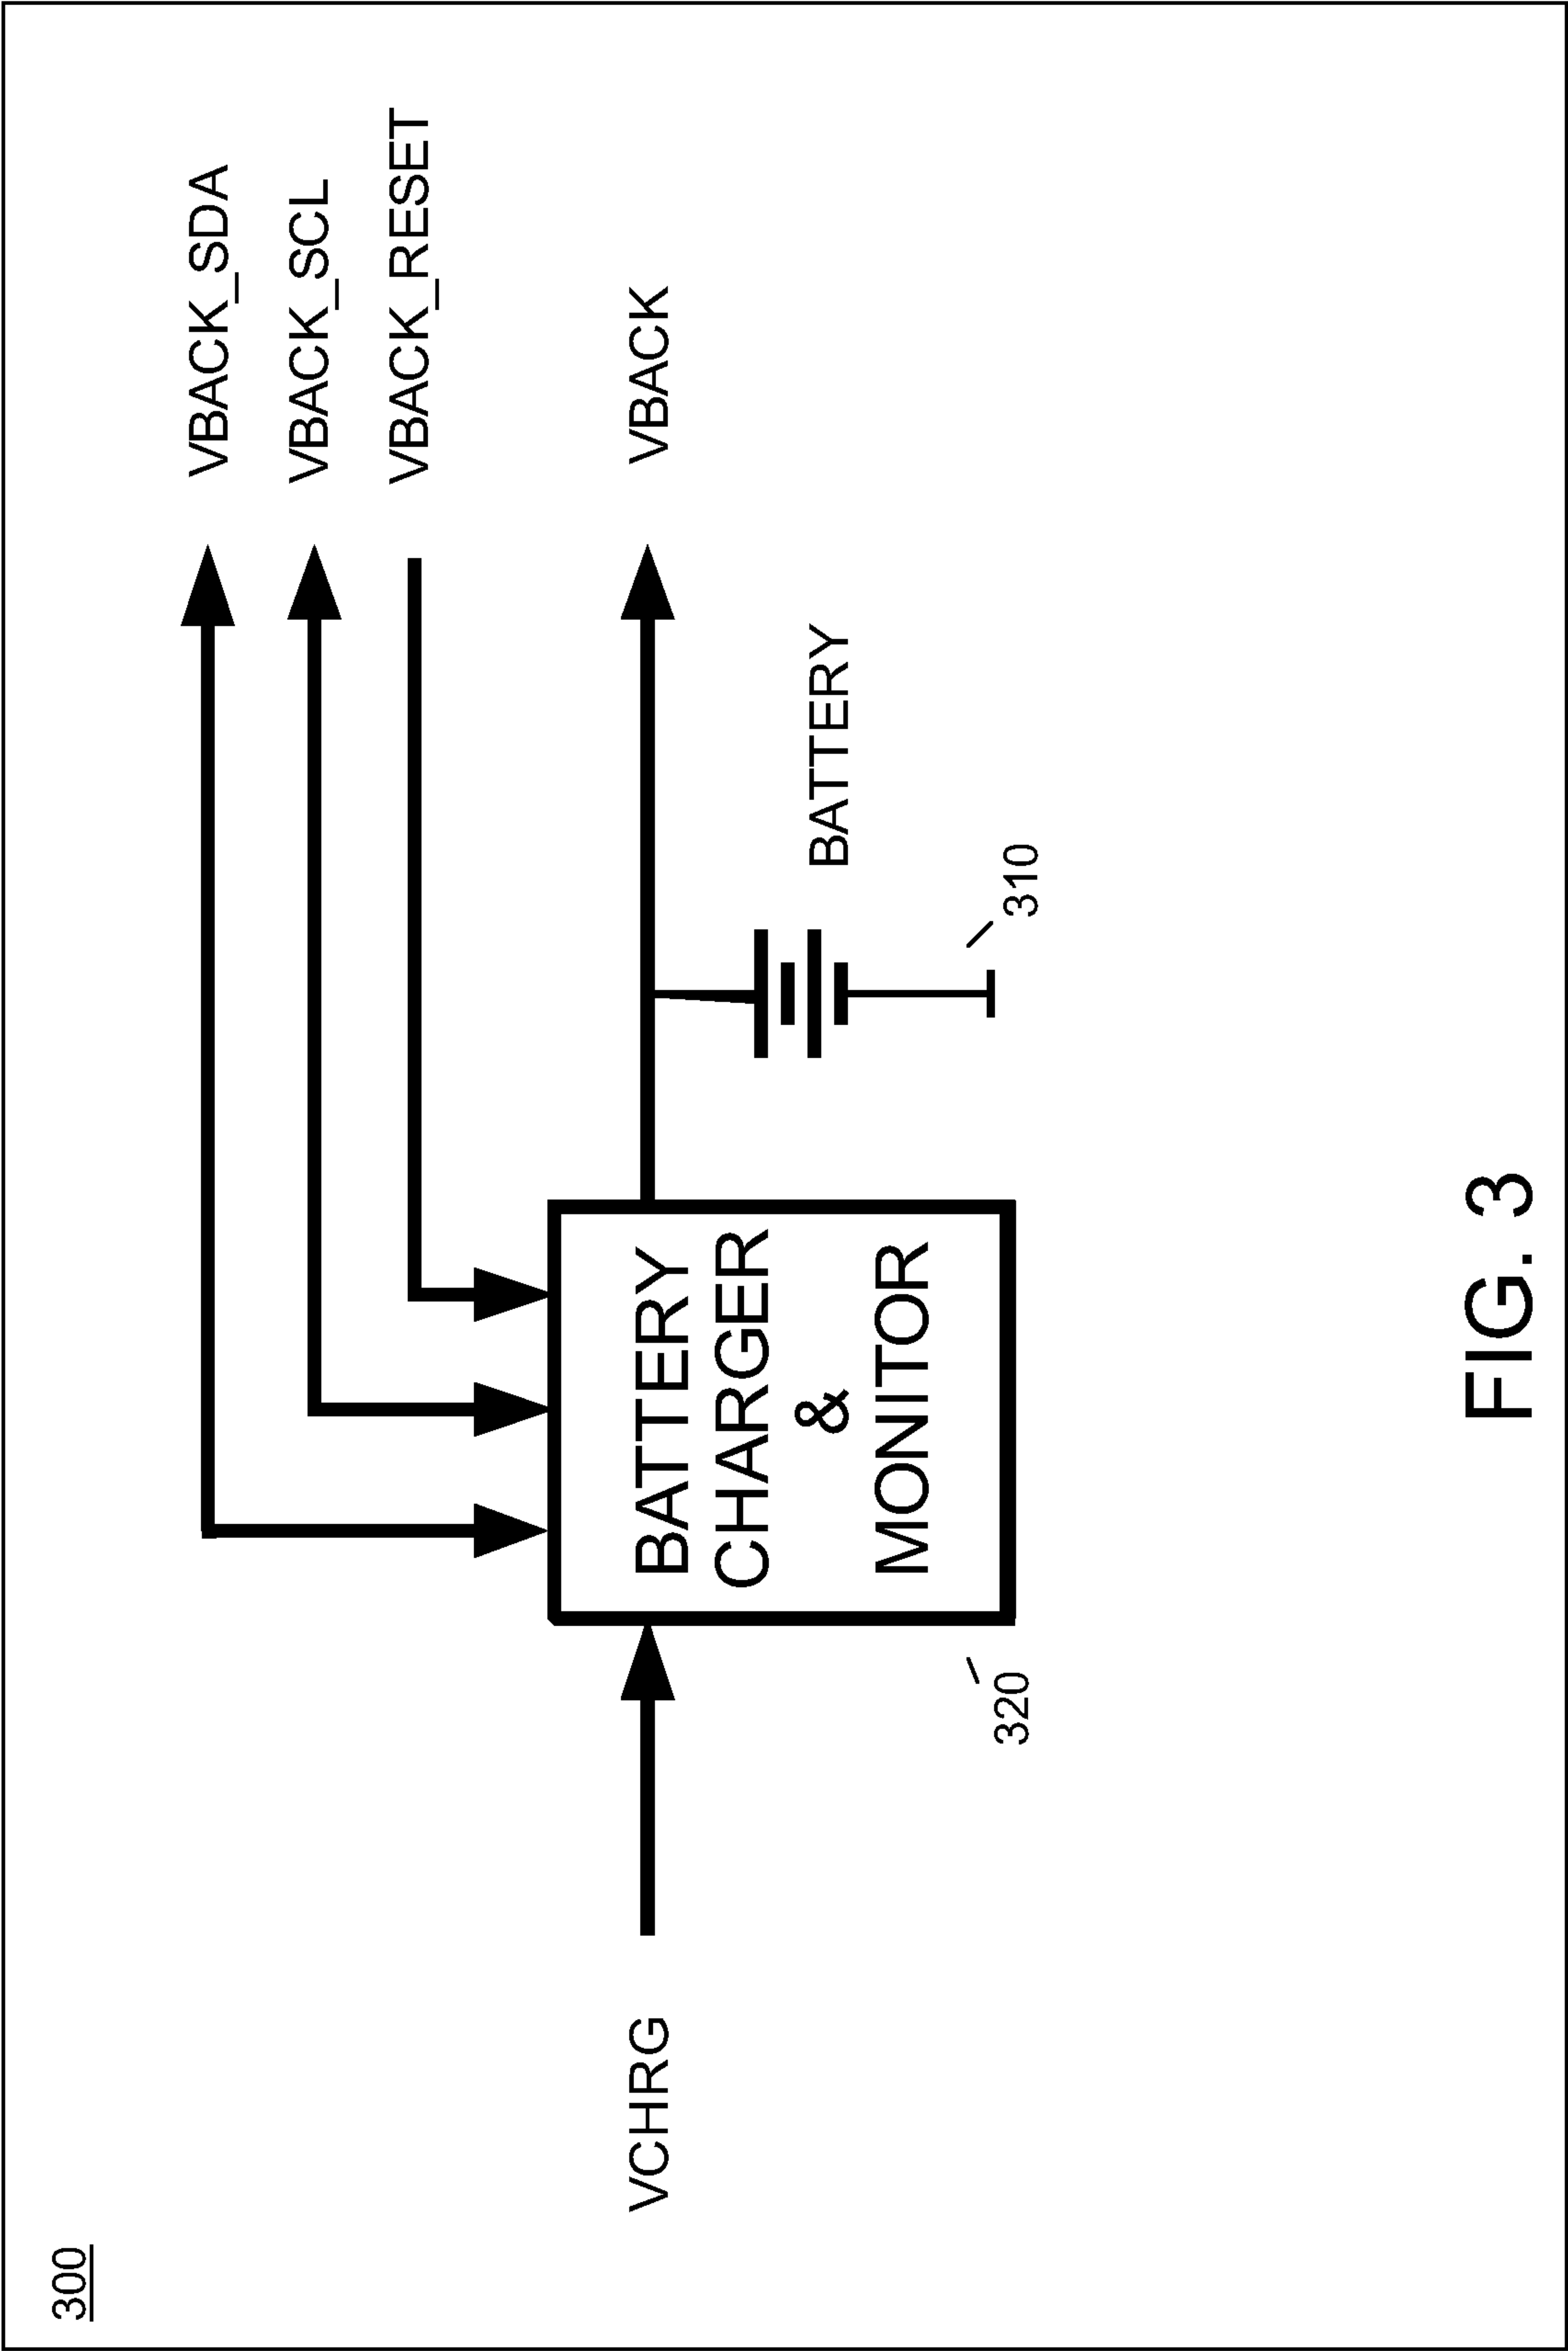 300
VBACK_SDA
VBACK_SCL
VBACK_RESET
VCHRG
VBACK
BATTERY
CHARGER
&
MONITOR
BATTERY
320
310
FIG. 3